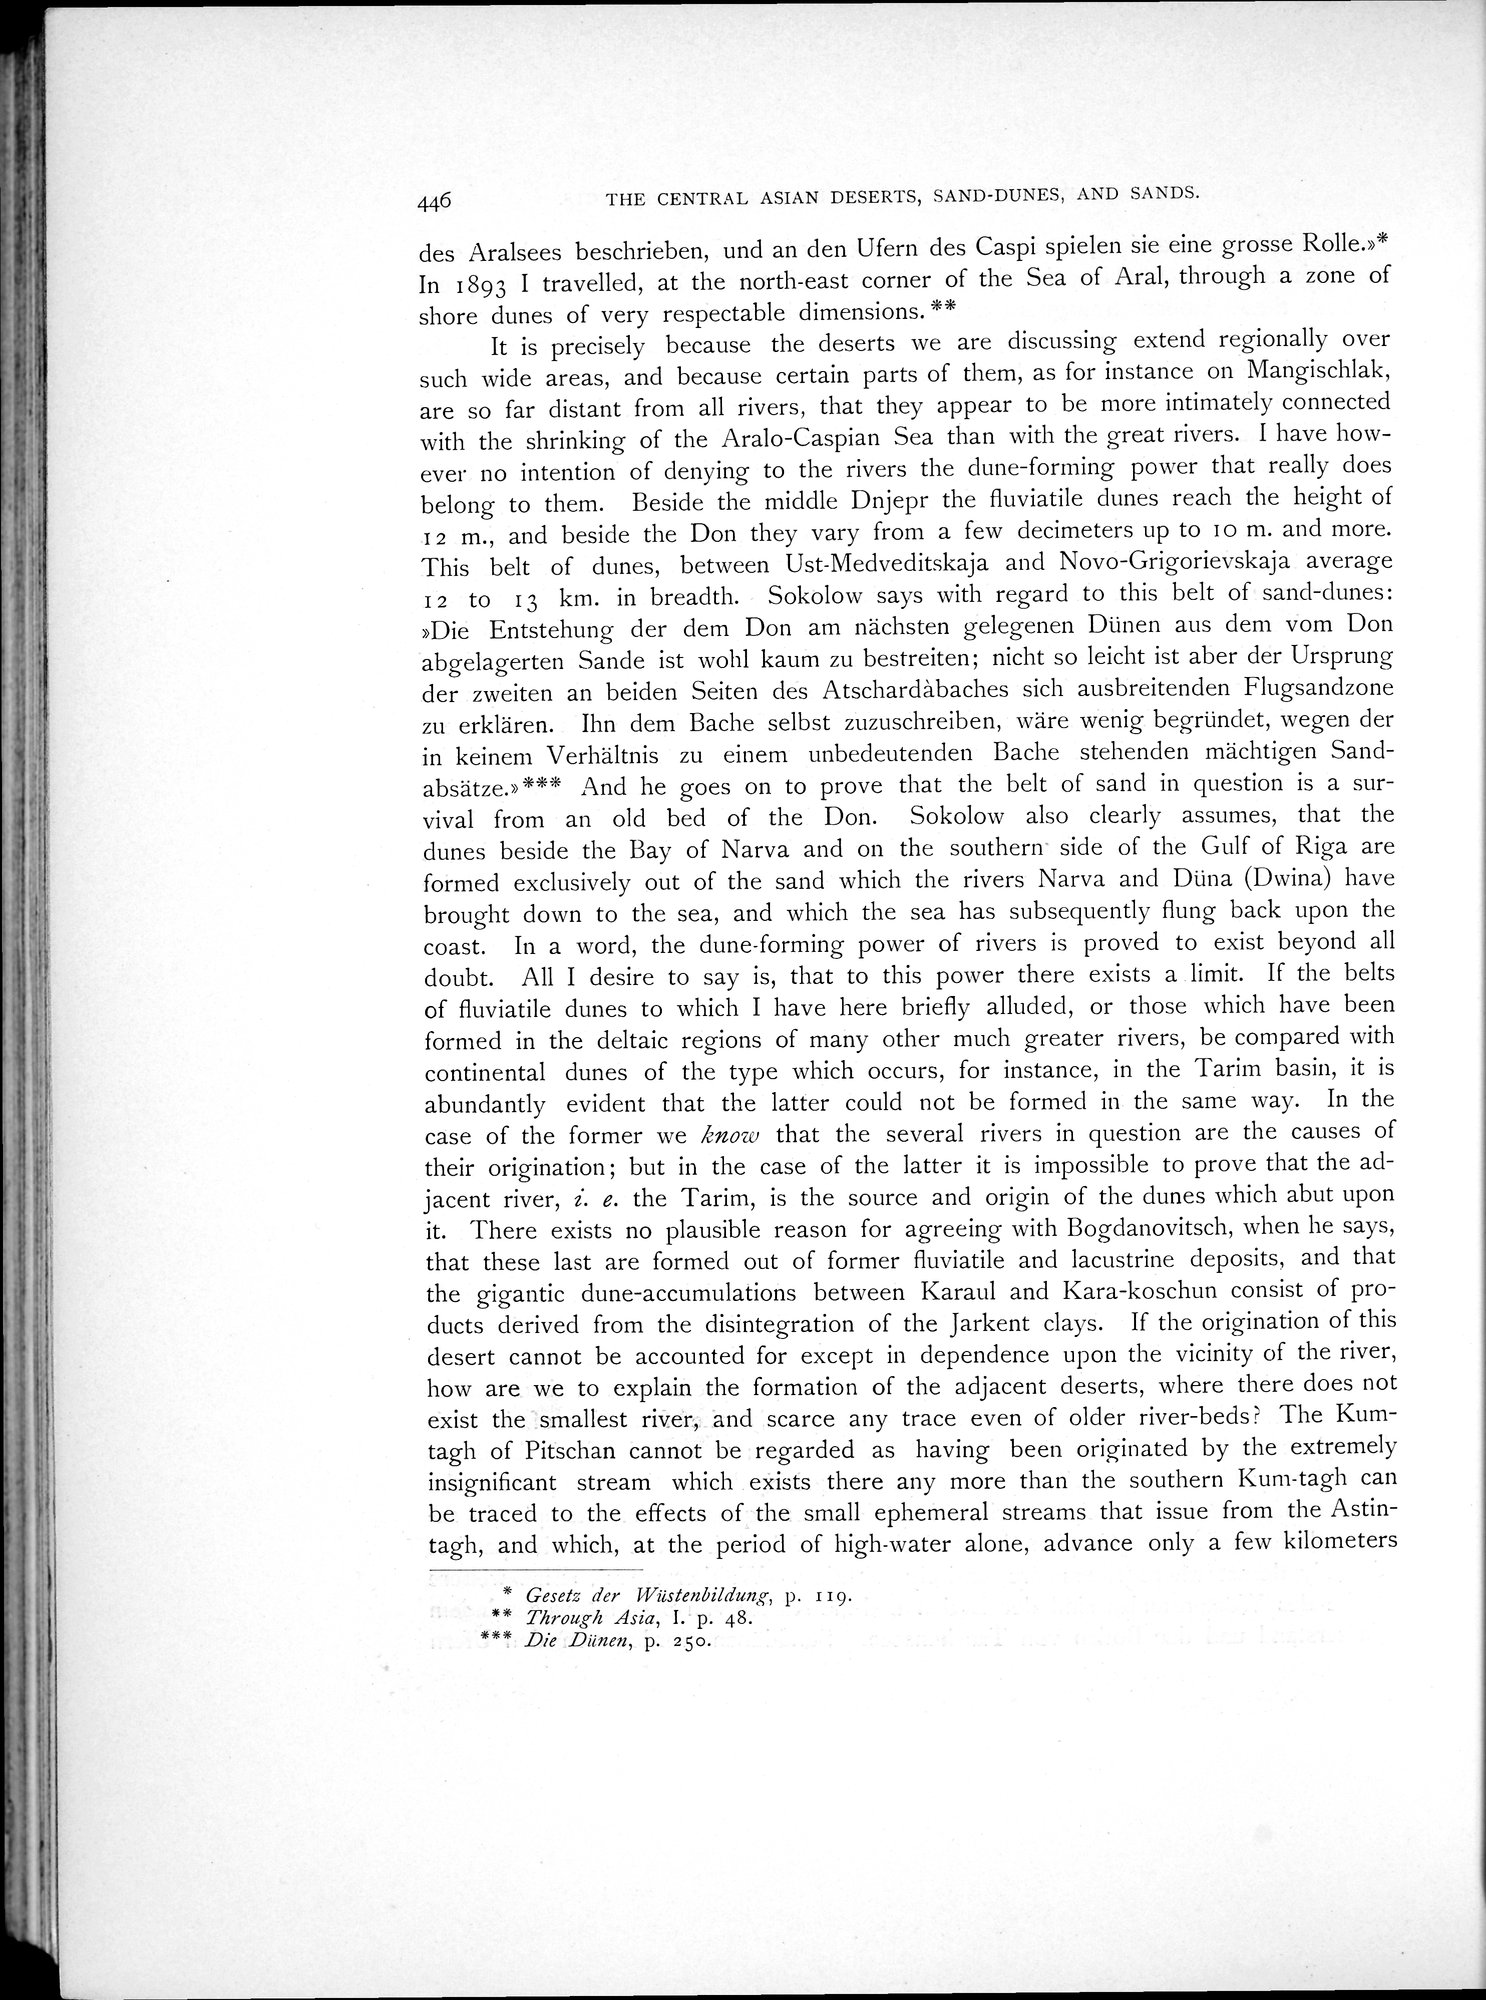 446 THE CENTRAL ASIAN DESERTS, SAND-DUNES, AND SANDS.
des Aralsees beschrieben, und an den Ufern des Caspi spielen sie eine grosse Rolle.»*
In 1893 I travelled, at the north-east corner of the Sea of Aral, through a zone of
shore dunes of very respectable dimensions.**
It is precisely because the deserts we are discussing extend regionally over
such wide areas, and because certain parts of them, as for instance on Mangischlak,
are so far distant from all rivers, that they appear to be more intimately connected
with the shrinking of the Aralo-Caspian Sea than with the great rivers. I have how-
ever no intention of denying to the rivers the dune-forming power that really does
belong to them. Beside the middle Dnjepr the fluviatile dunes reach the height of
12 m., and beside the Don they vary from a few decimeters up to 10 m. and more.
This belt of dunes, between Ust-Medveditskaja and Novo-Grigorievskaja average
12 to 13 km. in breadth. Sokolow says with regard to this belt of sand-dunes:
»Die Entstehung der dem Don am nächsten gelegenen Dünen aus dem vom Don
abgelagerten Sande ist wohl kaum zu bestreiten; nicht so leicht ist aber der Ursprung
der zweiten an beiden Seiten des Atschardàbaches sich ausbreitenden Flugsandzone
zu erklären. Ihn dem Bache selbst zuzuschreiben, wäre wenig begründet, wegen der
in keinem Verhältnis zu einem unbedeutenden Bache stehenden mächtigen Sand-
absätze.»*** And he goes on to prove that the belt of sand in question is a sur-
vival from an old bed of the Don. Sokolow also clearly assumes, that the
dunes beside the Bay of Narva and on the southern side of the Gulf of Riga are
formed exclusively out of the sand which the rivers Narva and Düna (Dwina) have
brought down to the sea, and which the sea has subsequently flung back upon the
coast. In a word, the dune-forming power of rivers is proved to exist beyond all
doubt. All I desire to say is, that to this power there exists a limit. If the belts
of fluviatile dunes to which I have here briefly alluded, or those which have been
formed in the deltaic regions of many other much greater rivers, be compared with
continental dunes of the type which occurs, for instance, in the Tarim basin, it is
abundantly evident that the latter could not be formed in the same way. In the
case of the former we know that the several rivers in question are the causes of
their origination; but in the case of the latter it is impossible to prove that the ad-
jacent river, i. e. the Tarim, is the source and origin of the dunes which abut upon
it. There exists no plausible reason for agreeing with Bogdanovitsch, when he says,
that these last are formed out of former fluviatile and lacustrine deposits, and that
the gigantic dune-accumulations between Karaul and Kara-koschun consist of pro-
ducts derived from the disintegration of the Jarkent clays. If the origination of this
desert cannot be accounted for except in dependence upon the vicinity of the river,
how are we to explain the formation of the adjacent deserts, where there does not
exist the smallest river, and scarce any trace even of older river-beds? The Kum-
tagh of Pitschan cannot be regarded as having been originated by the extremely
insignificant stream which exists there any more than the southern Kum-tagh can
be traced to the effects of the small ephemeral streams that issue from the Astin-
tagh, and which, at the period of high-water alone, advance only a few kilometers
* Gesetz der Wüstenbildung, p. 119.
** Through Asia, I. p. 48.
*** Die Dünen, p. 250.